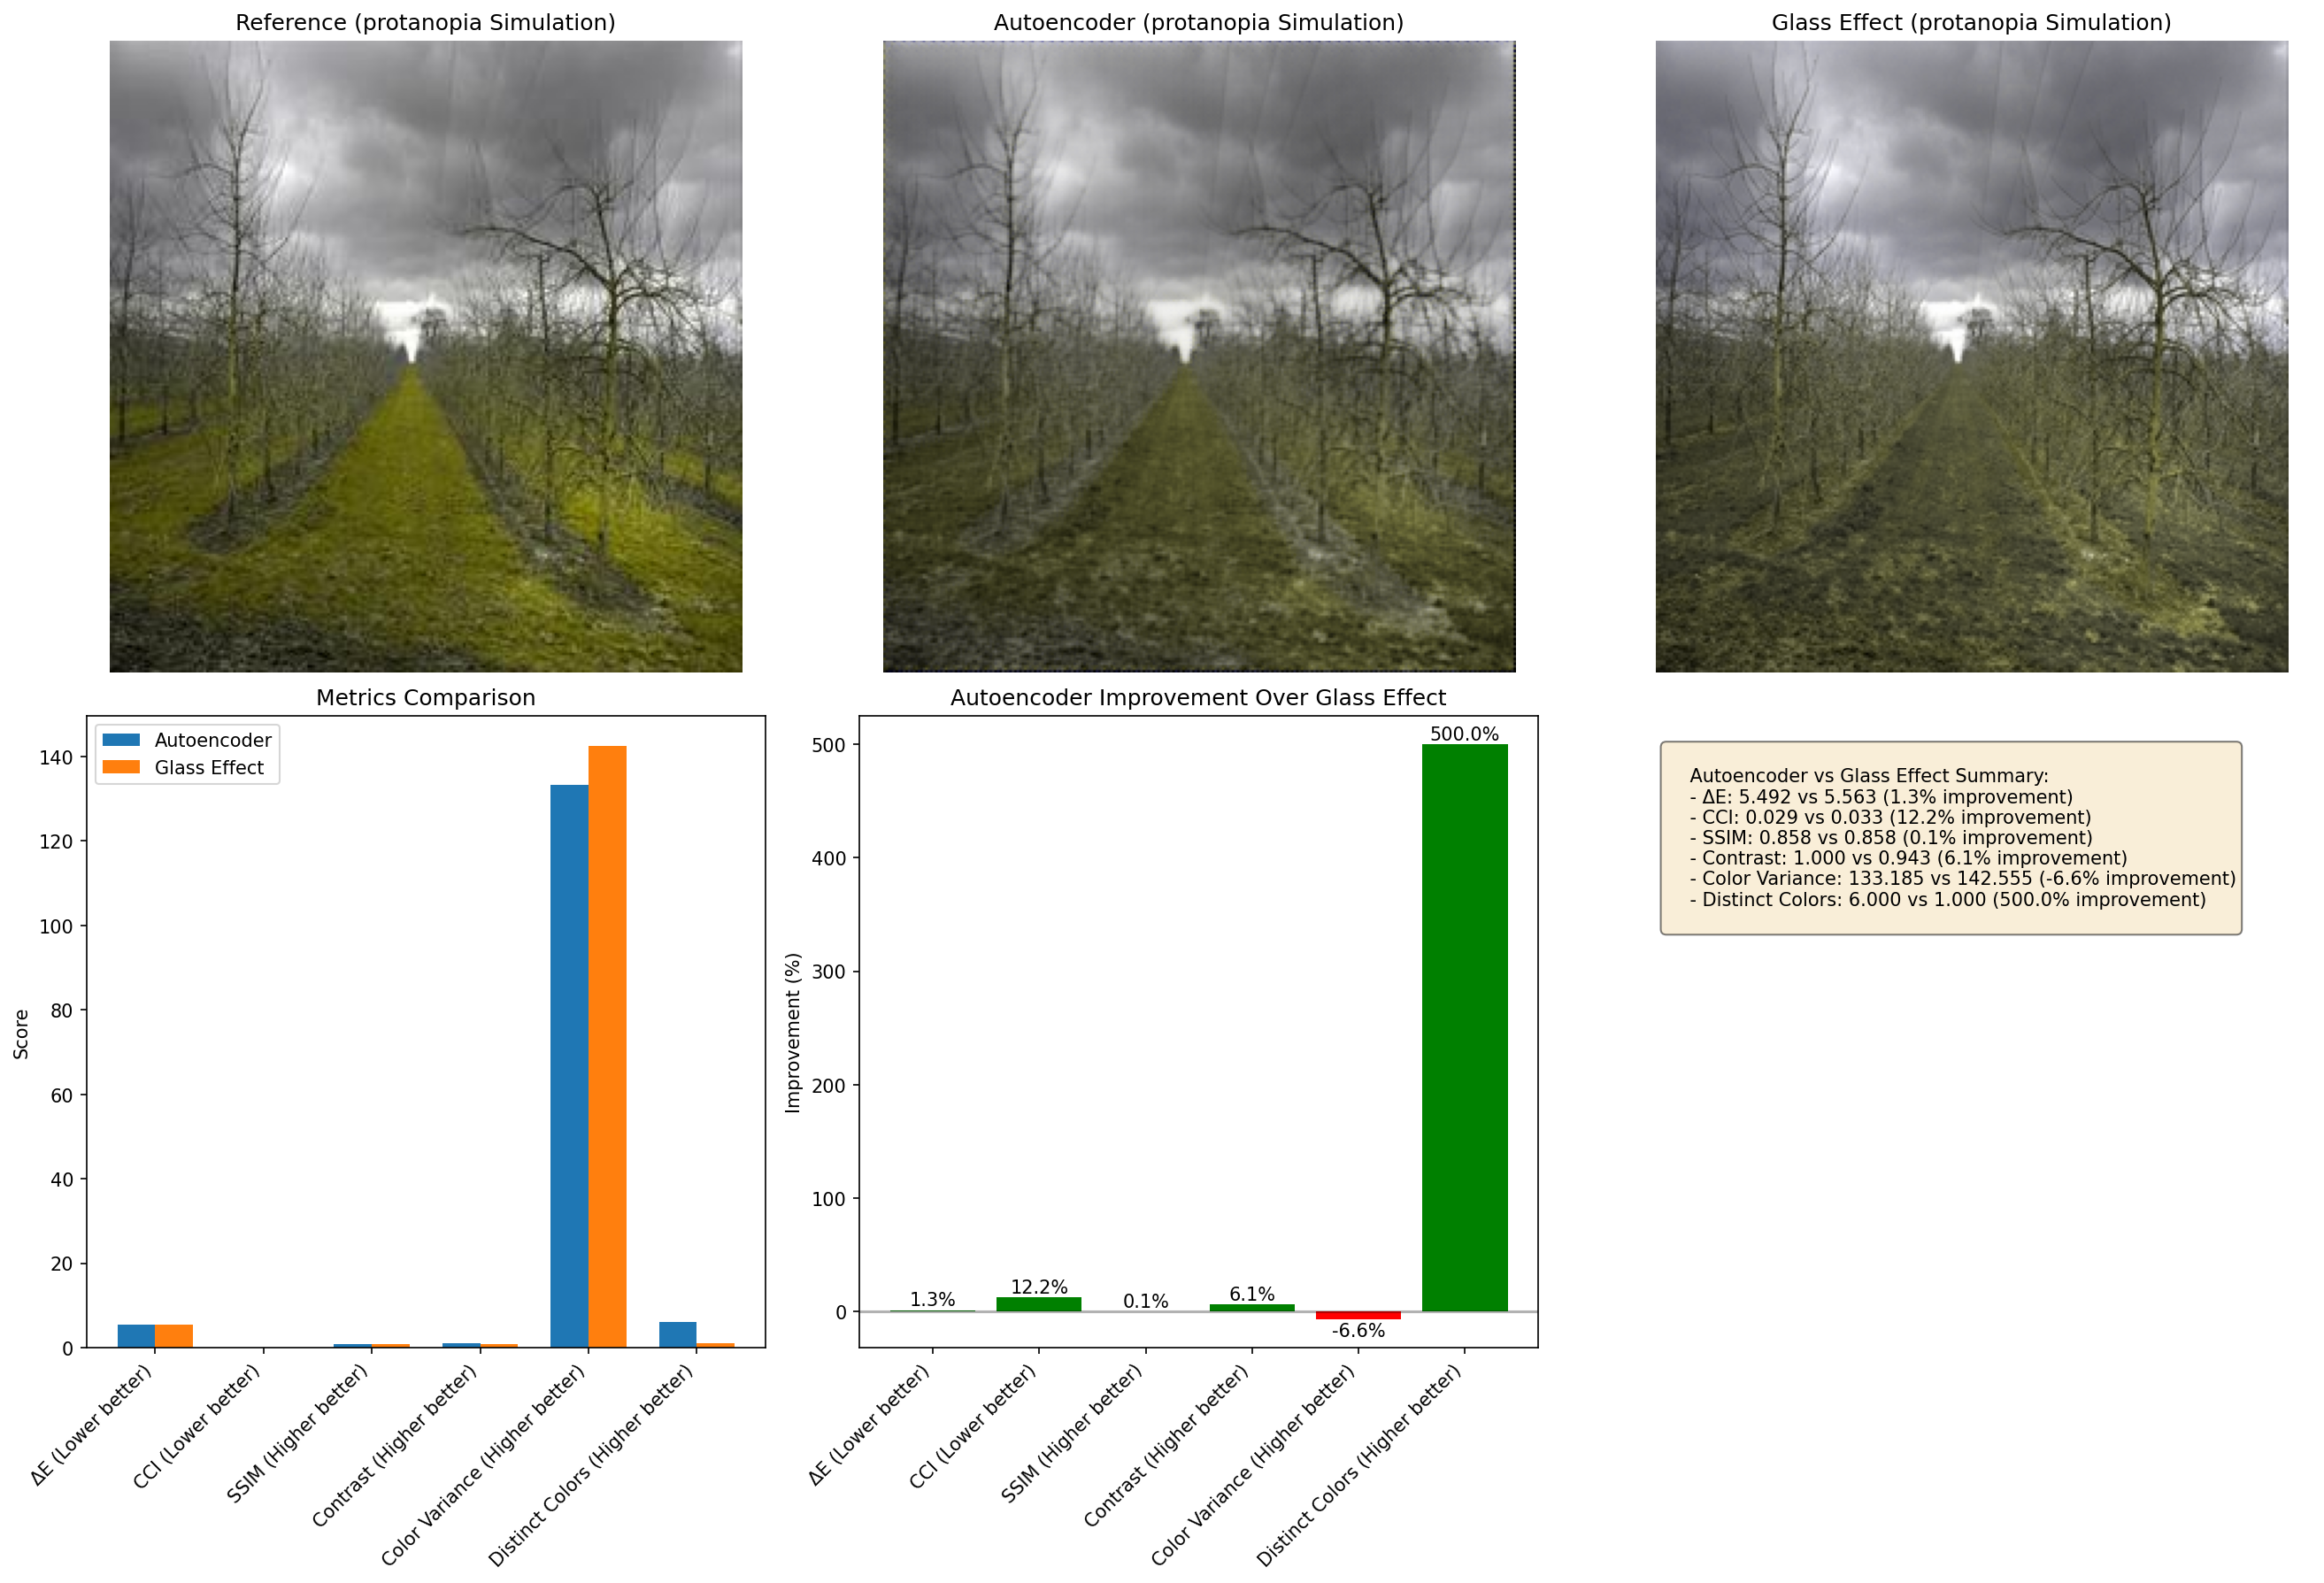 Reference (protanopia Simulation)
Autoencoder (protanopia Simulation)
Glass Effect (protanopia Simulation)
Metrics Comparison
Autoencoder
Glass Effect
Score
140
120
100
80
60
40
20
0
ΔE (Lower better)
CCI (Lower better)
SSIM (Higher better)
Contrast (Higher better)
Color Variance (Higher better)
Distinct Colors (Higher better)
Autoencoder Improvement Over Glass Effect
Improvement (%)
500
400
300
200
100
0
1.3%
12.2%
0.1%
6.1%
-6.6%
500.0%
ΔE (Lower better)
CCI (Lower better)
SSIM (Higher better)
Contrast (Higher better)
Color Variance (Higher better)
Distinct Colors (Higher better)
Autoencoder vs Glass Effect Summary:
- ΔE: 5.492 vs 5.563 (1.3% improvement)
- CCI: 0.029 vs 0.033 (12.2% improvement)
- SSIM: 0.858 vs 0.858 (0.1% improvement)
- Contrast: 1.000 vs 0.943 (6.1% improvement)
- Color Variance: 133.185 vs 142.555 (-6.6% improvement)
- Distinct Colors: 6.000 vs 1.000 (500.0% improvement)